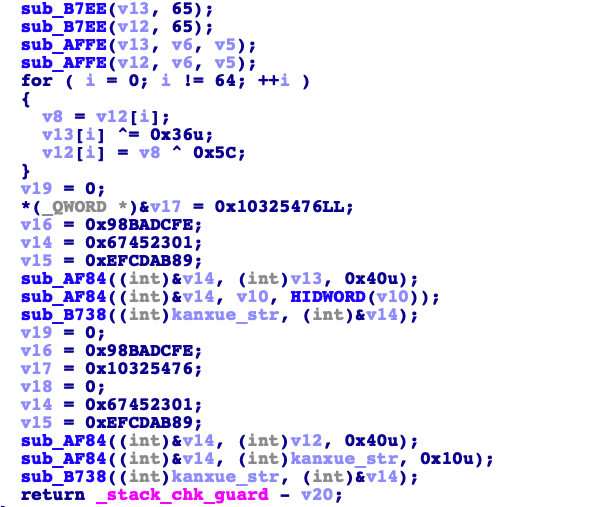 sub_B7EE(v13, 65);
sub_B7EE(v12, 65);
sub_AFFE(v13, v6, v5);
sub_AFFE(v12, v6, v5);
for ( i = 0; i != 64; ++i )
{
v8 = v12[i];
v13[i] ^= 0x36u;
v12[i] = v8 ^ 0x5C;
}
v19 = 0;
*(_QWORD *)&v17 = 0x10325476LL;
v16 = 0x98BADCFE;
v14 = 0x67452301;
v15 = 0xEFCDAB89;
sub_AF84((int)&v14, (int)v13, 0x40u);
sub_AF84((int)&v14, v10, HIDWORD(v10));
sub_B738((int)kanxue_str, (int)&v14);
v19 = 0;
v16 = 0x98BADCFE;
v17 = 0x10325476;
v18 = 0;
v14 = 0x67452301;
v15 = 0xEFCDAB89;
sub_AF84((int)&v14, (int)v12, 0x40u);
sub_AF84((int)&v14, (int)kanxue_str, 0x10u);
sub_B738((int)kanxue_str, (int)&v14);
return _stack_chk_guard - v20;